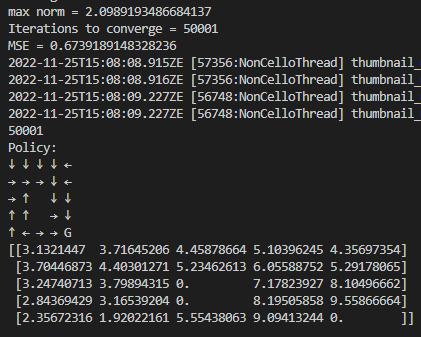 max norm = 2.0989193486684137
Iterations to converge = 50001
MSE = 0.6739189148328236
2022-11-25T15:08:08.915ZE [57356:NonCelloThread] thumbnail_
2022-11-25T15:08:08.916ZE [57356:NonCelloThread] thumbnail_
2022-11-25T15:08:09.227ZE [56748:NonCelloThread] thumbnail_
2022-11-25T15:08:09.227ZE [56748:NonCelloThread] thumbnail_
50001
Policy:
↓ ↓ ↓ ↓ ←
→ → → ↓ ←
→ ↑   ↓ ↓
↑ ↑   → ↓
↑ ← → → G
[[3.1321447  3.71645206 4.45878664 5.10396245 4.35697354]
 [3.70446873 4.40301271 5.23462613 6.05588752 5.29178065]
 [3.24740713 3.79894315 0.         7.17823927 8.10496662]
 [2.84369429 3.16539204 0.         8.19505858 9.55866664]
 [2.35672316 1.92022161 5.55438063 9.09413244 0.        ]]